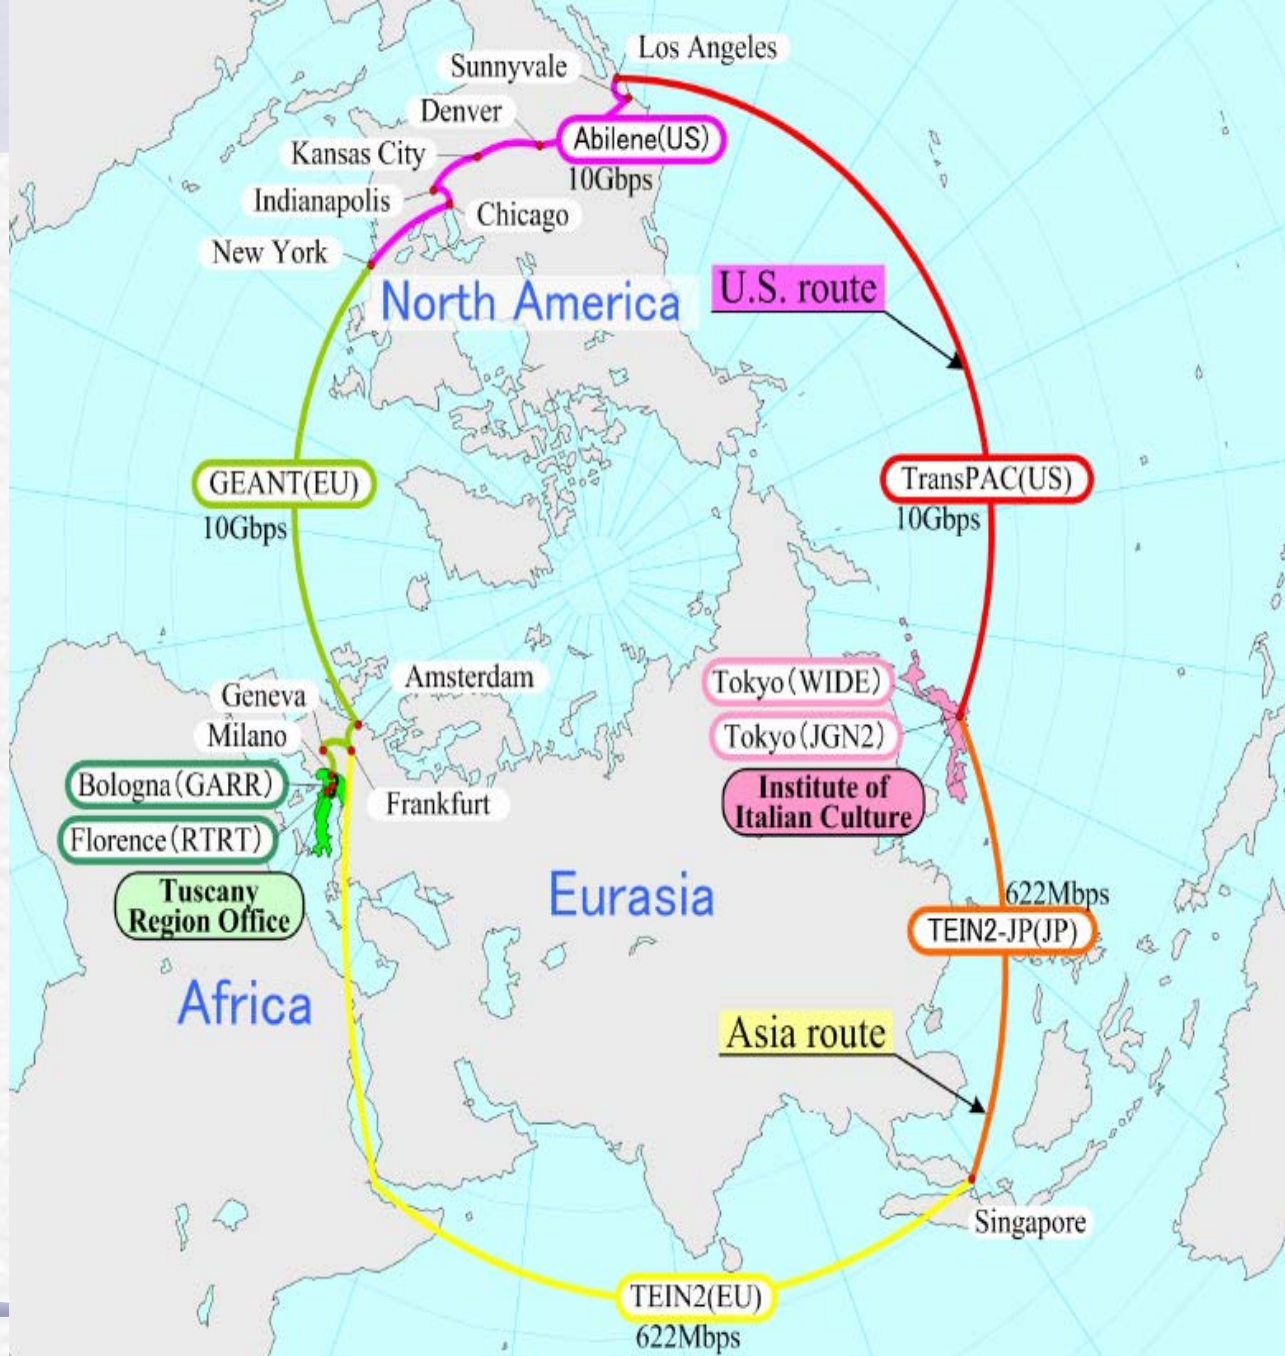 Los Angeles
Sunnyvale
Denver
Abilene(US)
10Gbps
Kansas City
Indianapolis
Chicago
New York
North America
U.S. route
GEANT(EU)
10Gbps
TransPAC(US)
10Gbps
Amsterdam
Geneva
Milano
Bologna(GARR)
Frankfurt
Florence(RTRT)
Tuscany
Region Office
Tokyo(WIDE)
Tokyo(JGN2)
Institute of
Italian Culture
Eurasia
622Mbps
TEIN2-JP(JP)
Africa
Asia route
Singapore
TEIN2(EU)
622Mbps